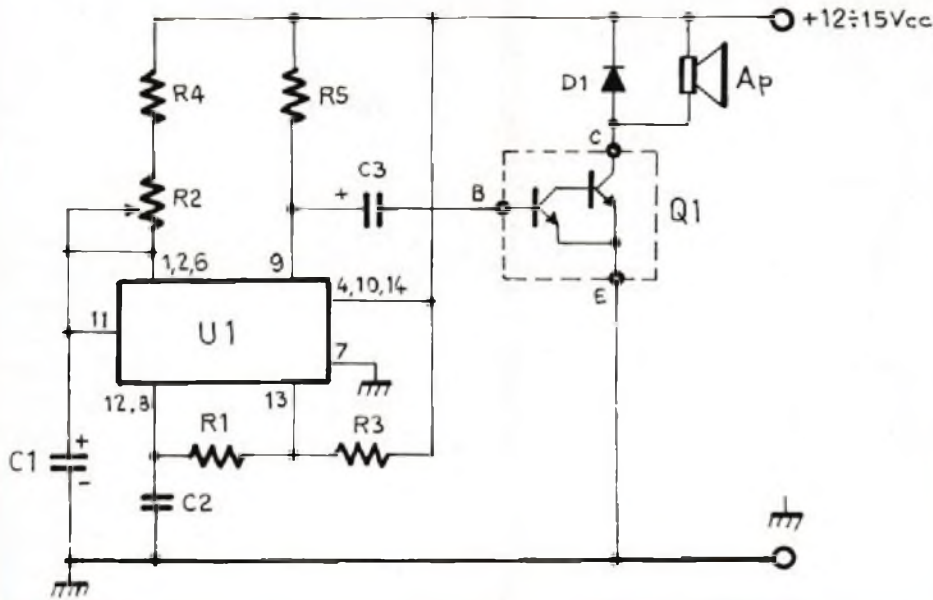 +12÷15Vcc
R4
R5
D1
Ap
C
C3
+
R2
B
Q1
1,2,6
9
4,10,14
E
11
U1
7
12,8
13
R1
R3
C1
+
-
C2